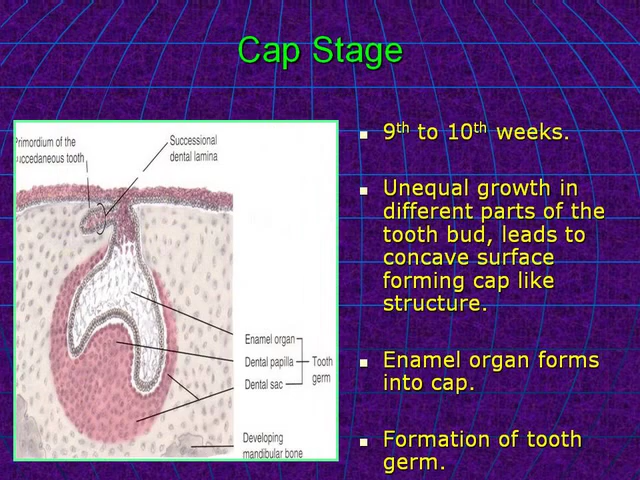 Cap Stage
Primordium of the
succedaneous tooth
Successional
dental lamina
Enamel organ
Dental papilla
Tooth
germ
Dental sac
Developing
mandibular bone
9th to 10th weeks.
Unequal growth in
different parts of the
tooth bud, leads to
concave surface
forming cap like
structure.
Enamel organ forms
into cap.
Formation of tooth
germ.